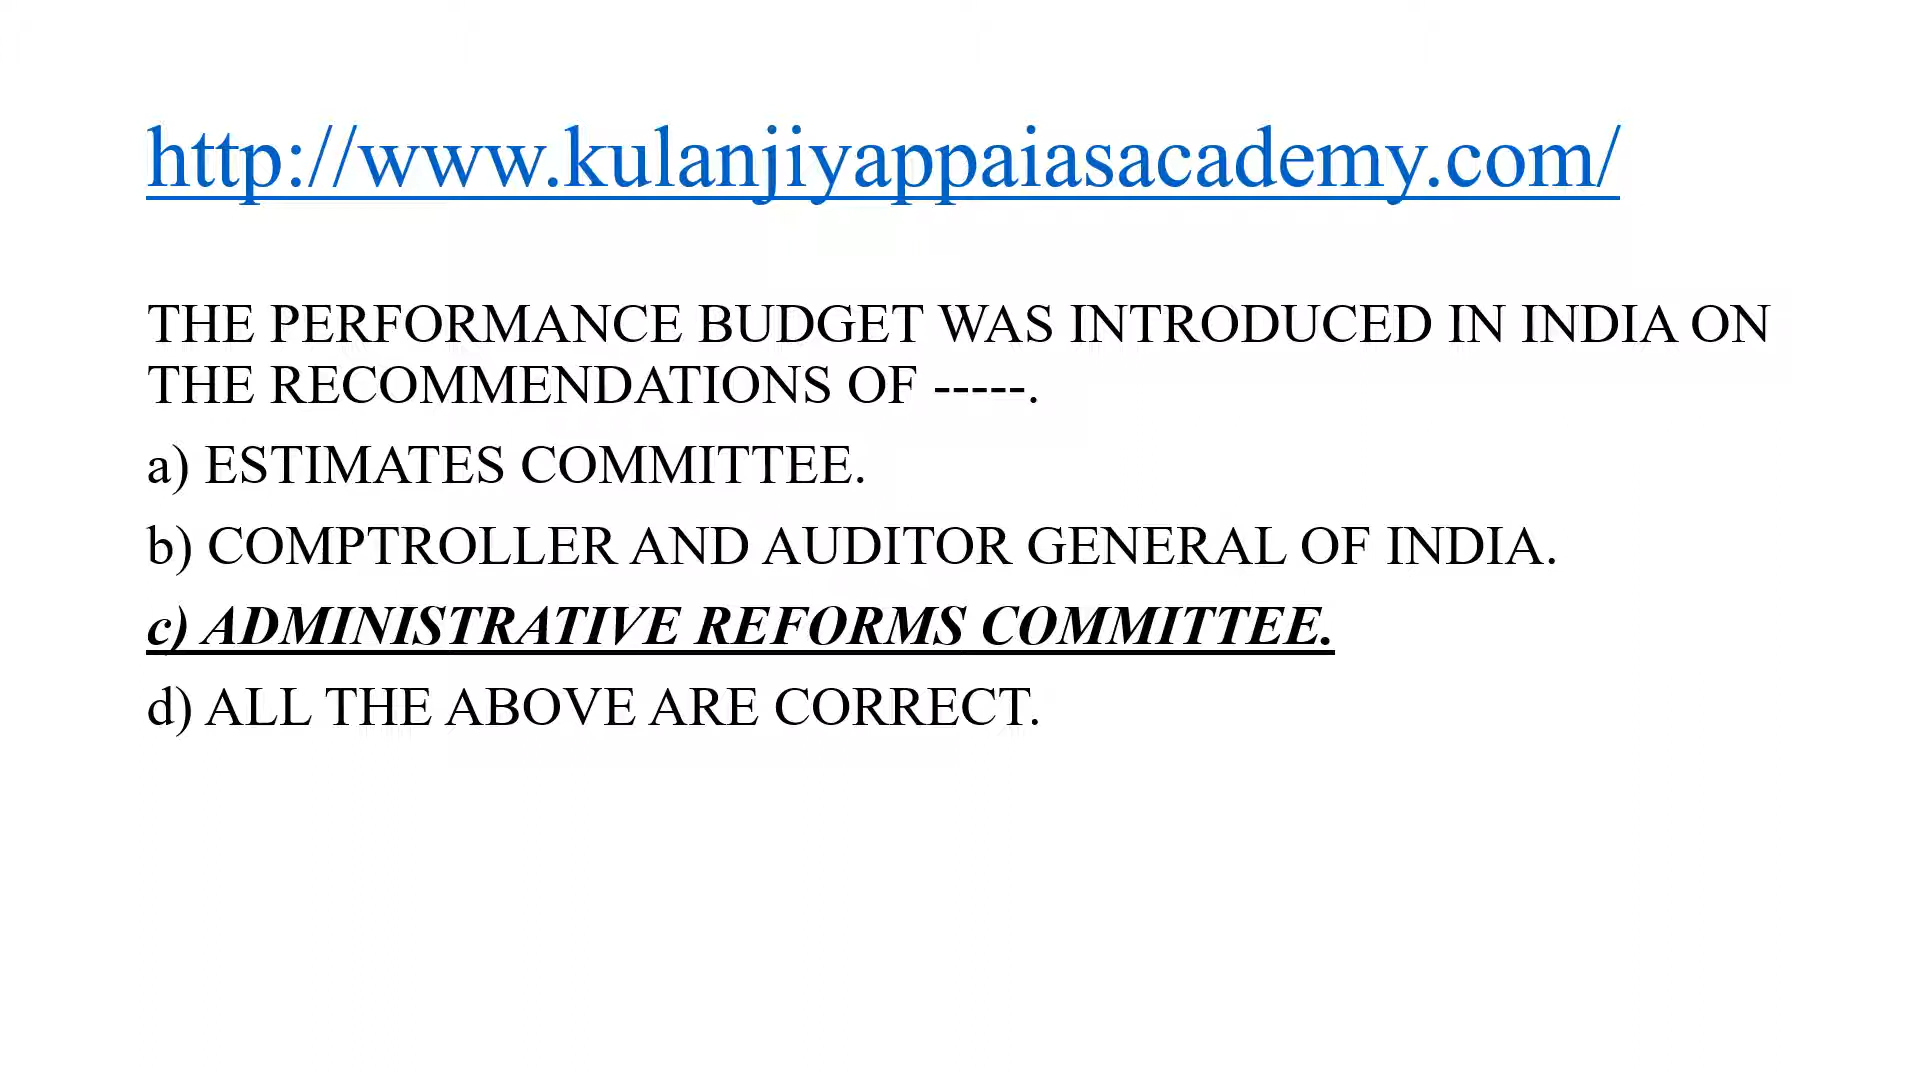 http://www.kulanjiyappaiasacademy.com/
THE PERFORMANCE BUDGET WAS INTRODUCED IN INDIA ON
THE RECOMMENDATIONS OF -----.
a) ESTIMATES COMMITTEE.
b) COMPTROLLER AND AUDITOR GENERAL OF INDIA.
c) ADMINISTRATIVE REFORMS COMMITTEE.
d) ALL THE ABOVE ARE CORRECT.